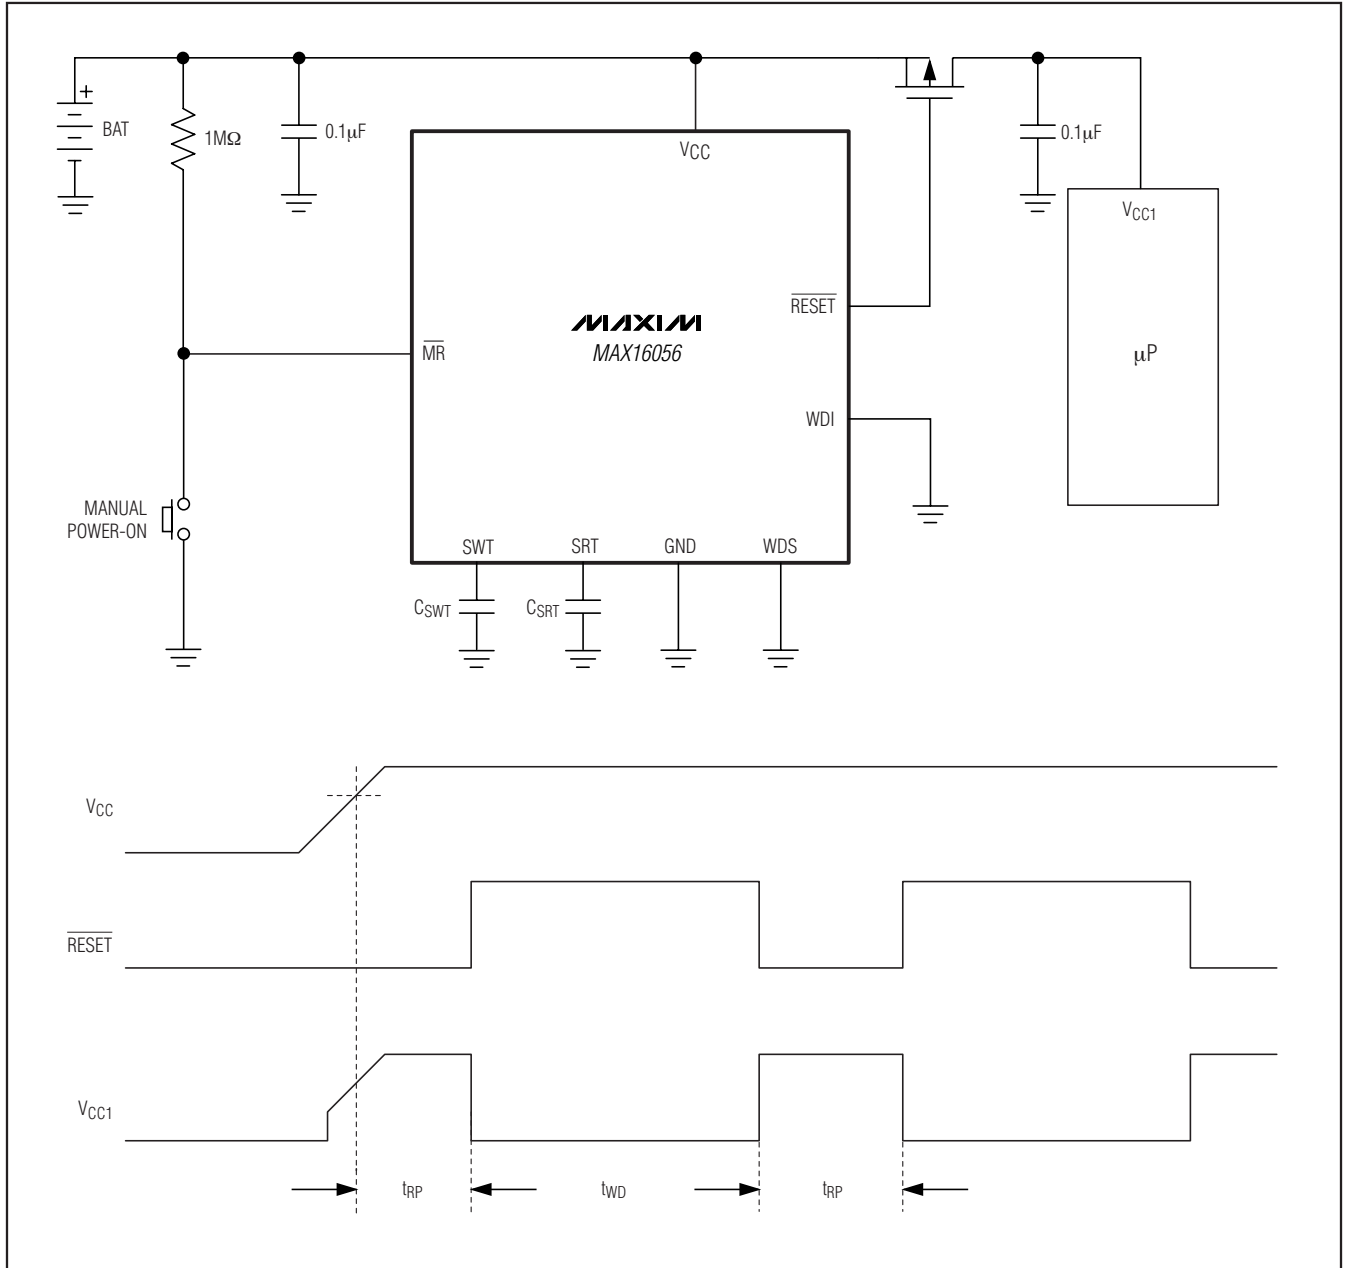 +
BAT
1MΩ
0.1µF
VCC
0.1µF
VCC1
RESET
MAXIM
MAX16056
MR
µP
WDI
MANUAL
POWER-ON
SWT
SRT
GND
WDS
CSWT
CSRT
VCC
RESET
VCC1
tRP
tWD
tRP